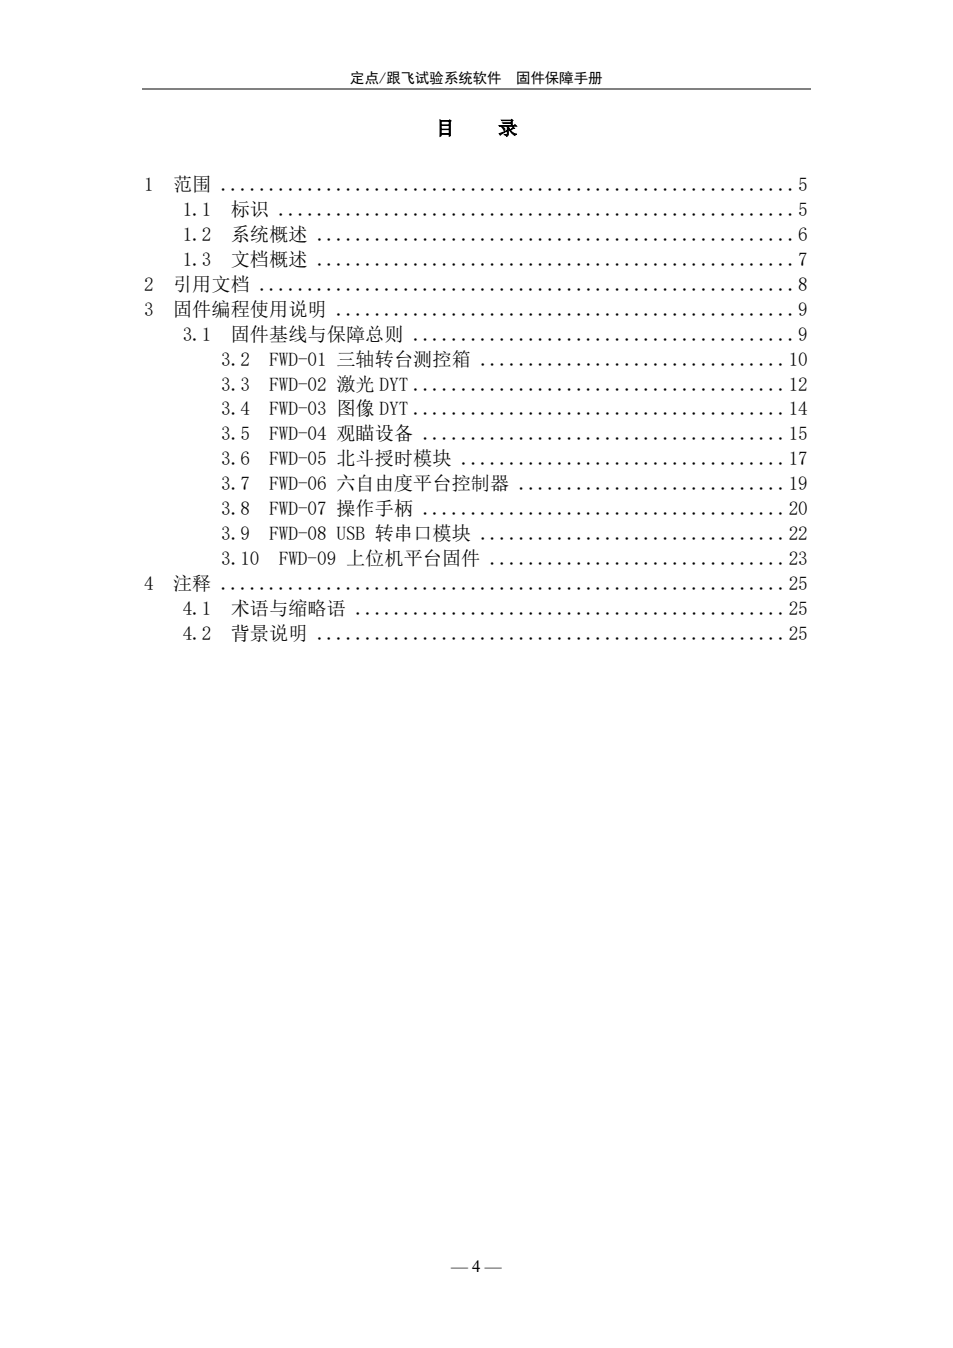 定点/跟飞试验系统软件　固件保障手册
目　　录
1　范围 ............................................................ 5
1.1　标识 ...................................................... 5
1.2　系统概述 .................................................. 6
1.3　文档概述 .................................................. 7
2　引用文档 ........................................................ 8
3　固件编程使用说明 ................................................ 9
3.1　固件基线与保障总则 ........................................ 9
3.2　FWD-01 三轴转台测控箱 ................................ 10
3.3　FWD-02 激光 DYT....................................... 12
3.4　FWD-03 图像 DYT....................................... 14
3.5　FWD-04 观瞄设备 ...................................... 15
3.6　FWD-05 北斗授时模块 .................................. 17
3.7　FWD-06 六自由度平台控制器 ............................ 19
3.8　FWD-07 操作手柄 ...................................... 20
3.9　FWD-08 USB 转串口模块 ................................ 22
3.10　FWD-09 上位机平台固件 ............................... 23
4　注释 ........................................................... 25
4.1　术语与缩略语 ............................................. 25
4.2　背景说明 ................................................. 25
— 4 —